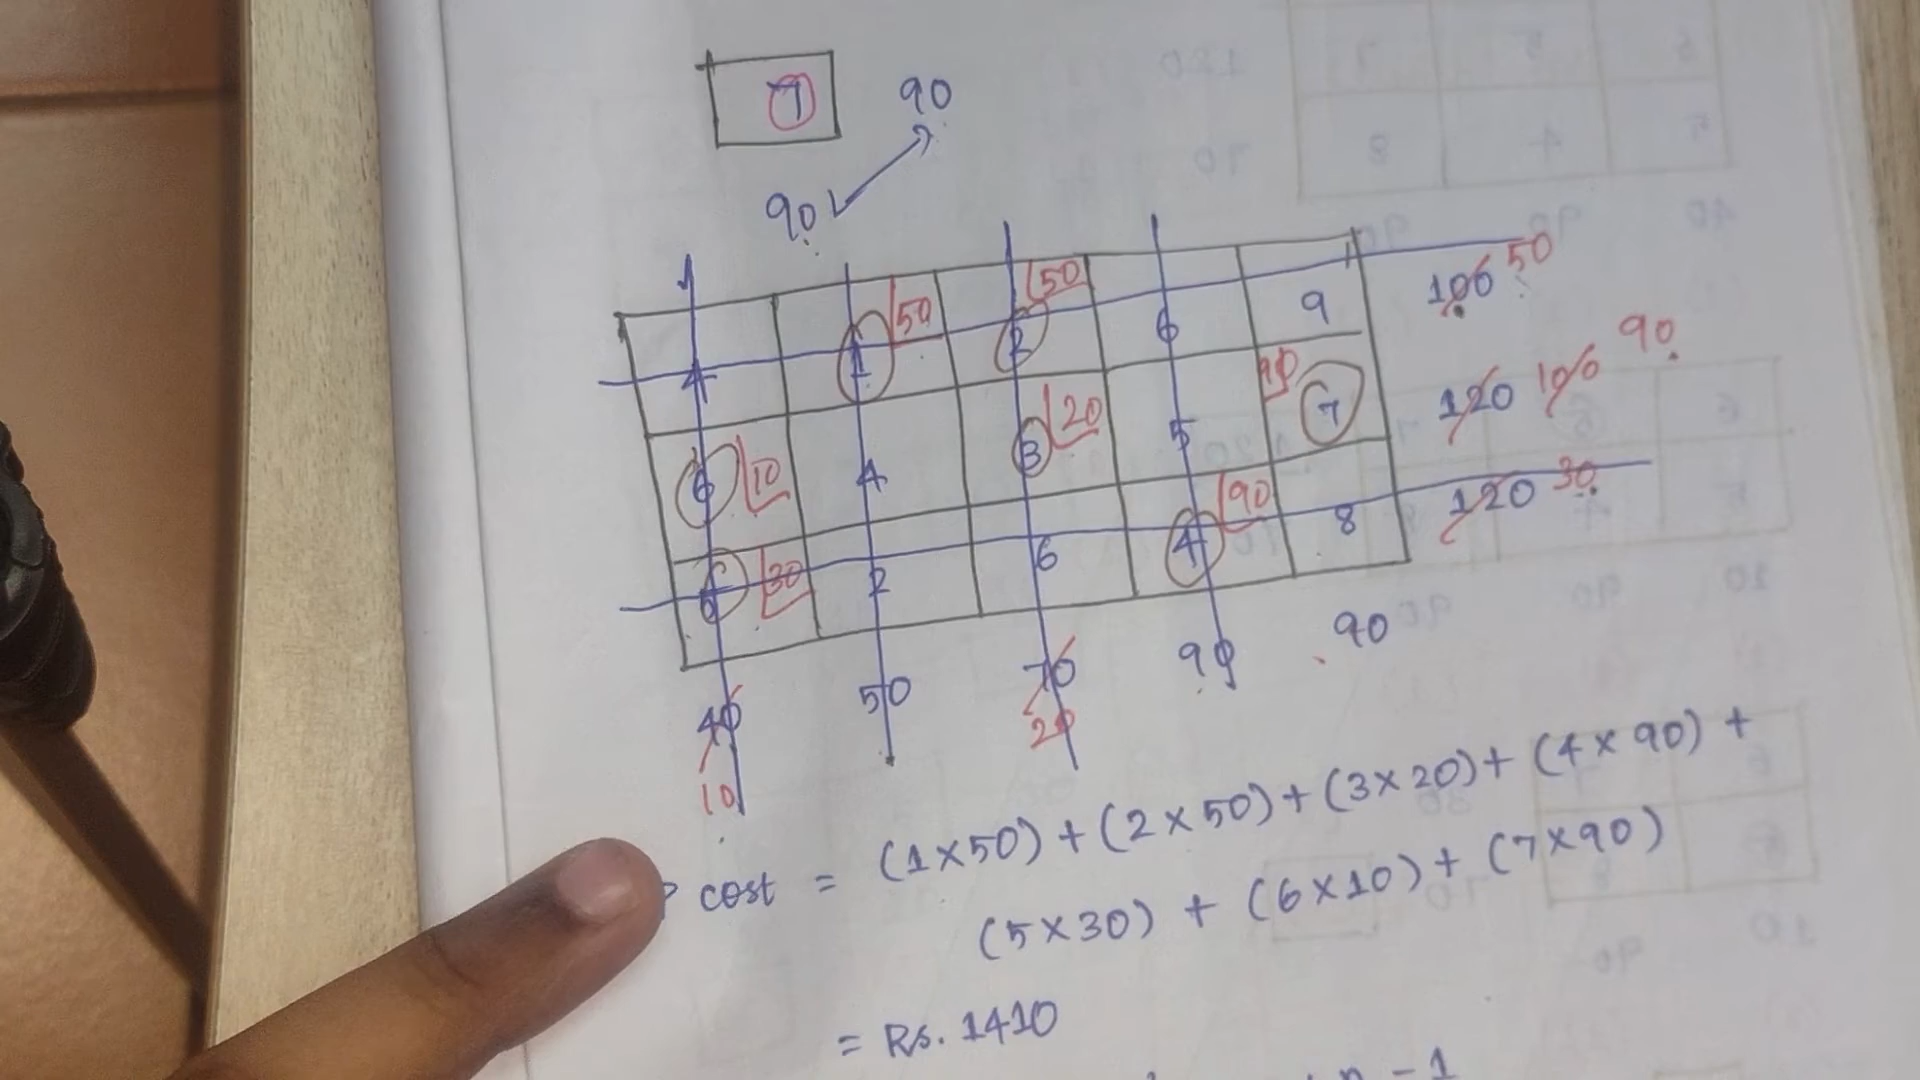 7 90
90
50 50 9 100 50
4 1 2 6
10 20 90 7 120 100 90
6 4 3 5
30 90 8 120 30
5 2 6 4
40 50 70 90 90
10 20
cost = (1×50) + (2×50) + (3×20) + (4×90) +
(5×30) + (6×10) + (7×90)
= Rs. 1410
n - 1